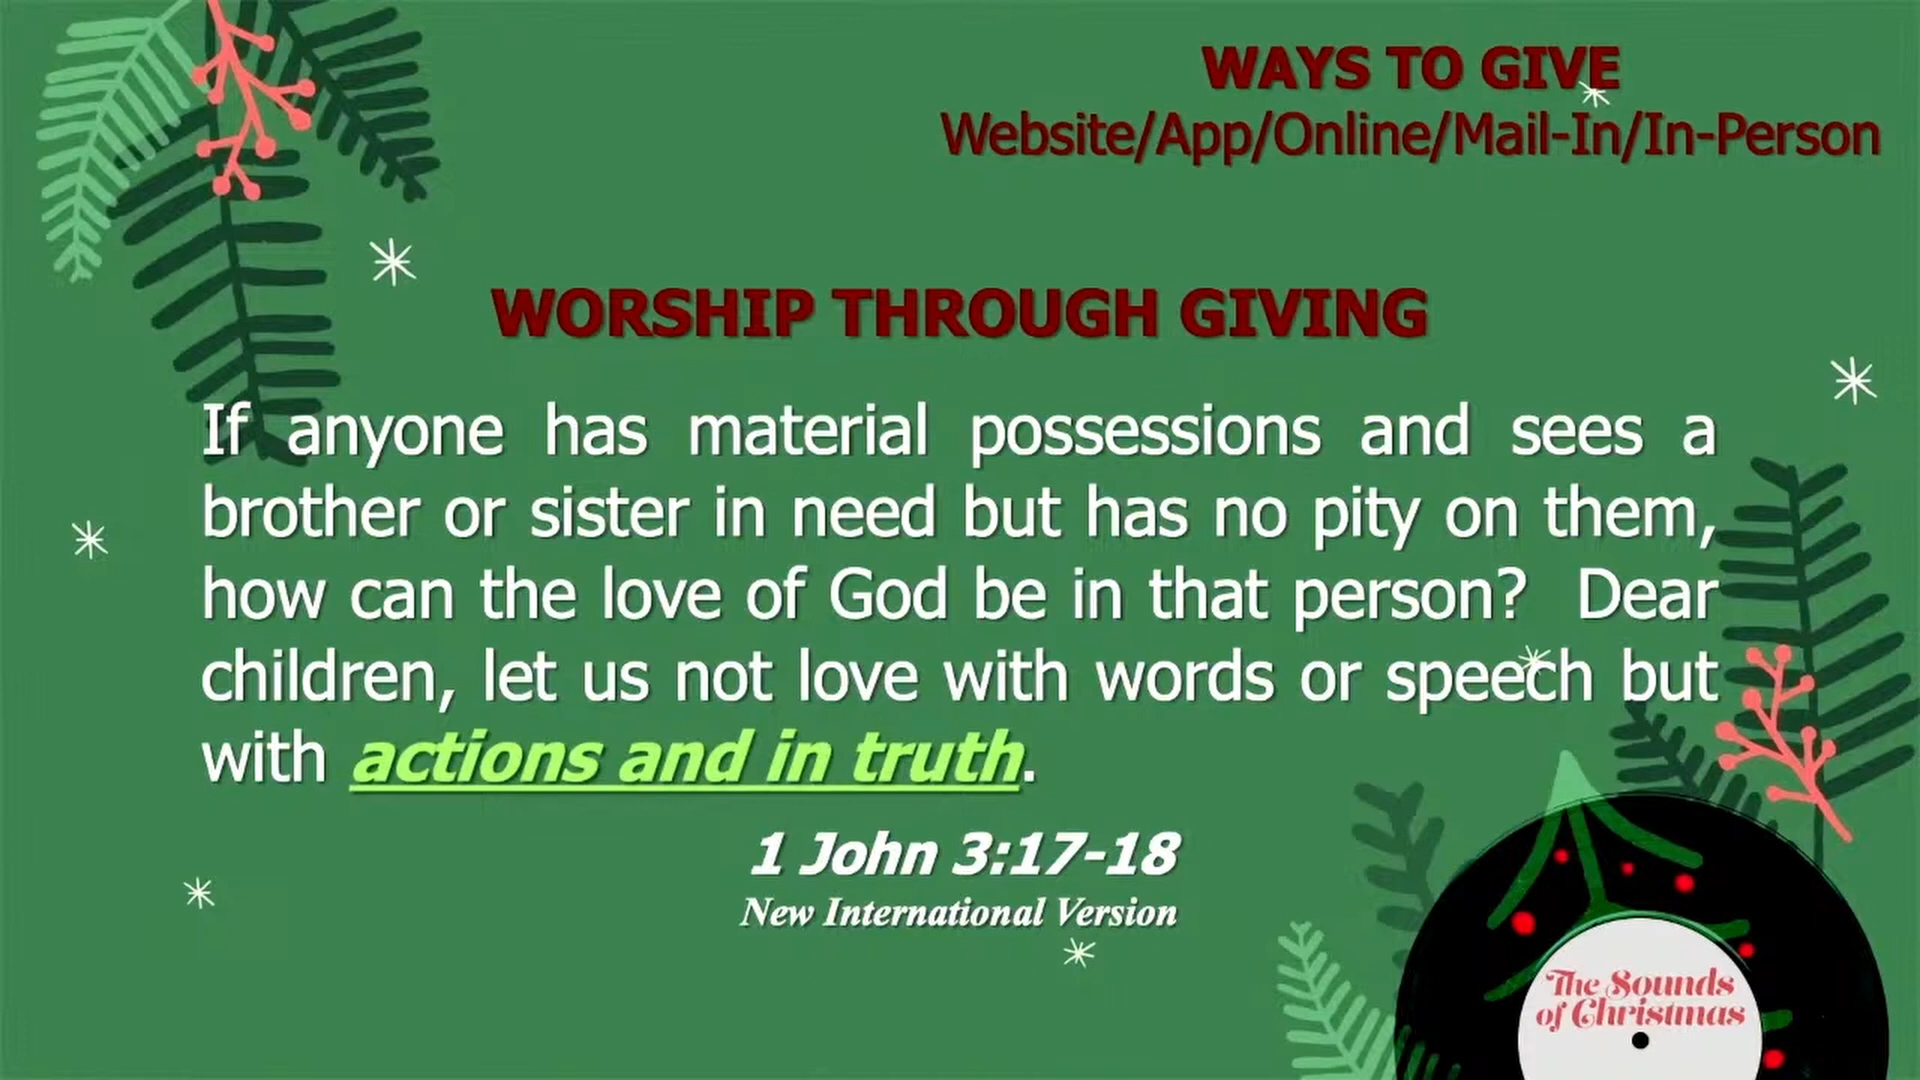 WAYS TO GIVE
Website/App/Online/Mail-In/In-Person
WORSHIP THROUGH GIVING
If anyone has material possessions and sees a
brother or sister in need but has no pity on them,
how can the love of God be in that person? Dear
children, let us not love with words or speech but
with actions and in truth.
1 John 3:17-18
New International Version
The Sounds
of Christmas